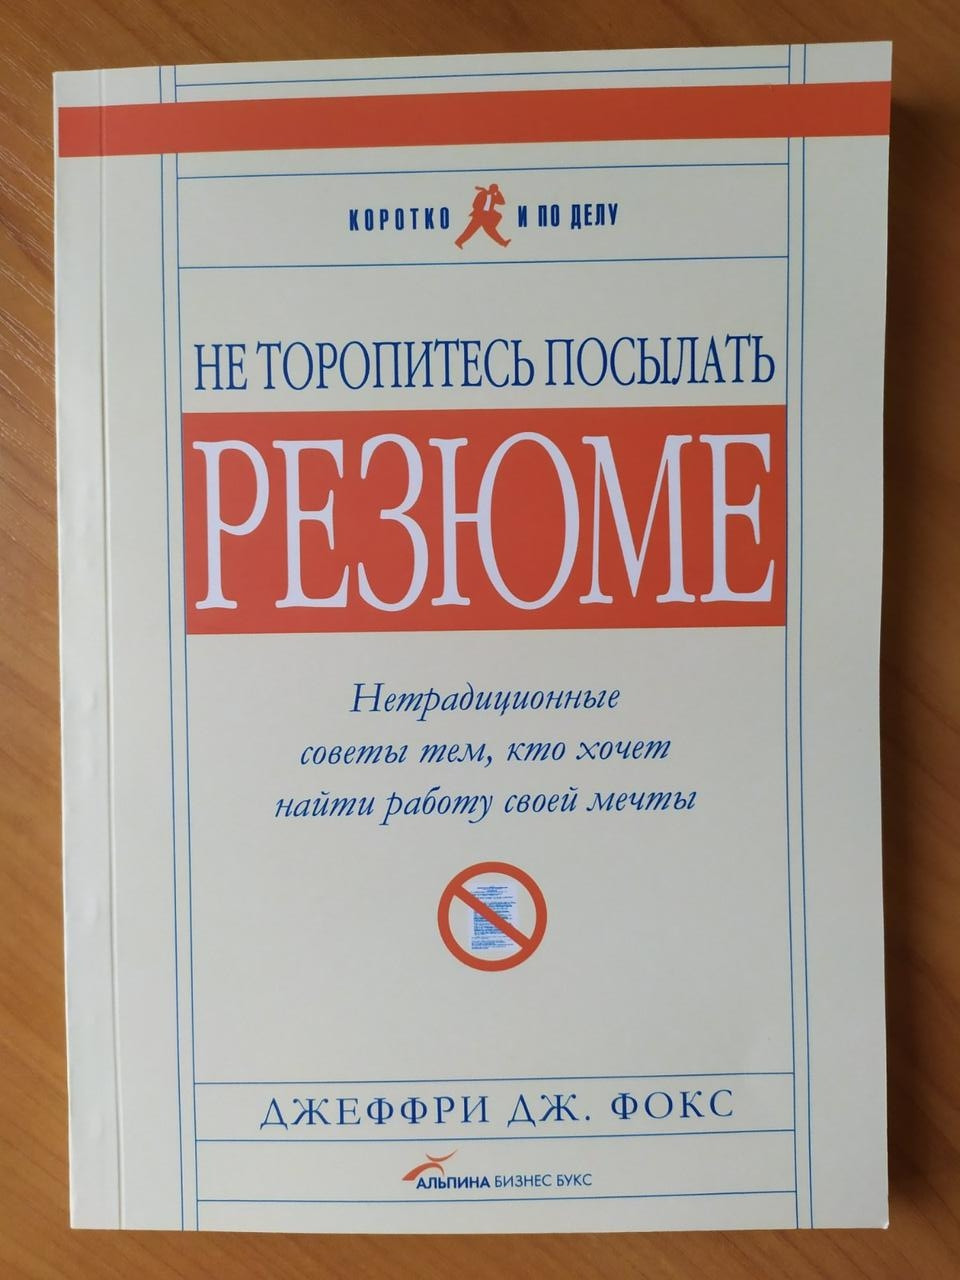 КОРОТКО И ПО ДЕЛУ
НЕ ТОРОПИТЕСЬ ПОСЫЛАТЬ
РЕЗЮМЕ
Нетрадиционные
советы тем, кто хочет
найти работу своей мечты
ДЖЕФФРИ ДЖ. ФОКС
АЛЬПИНА БИЗНЕС БУКС